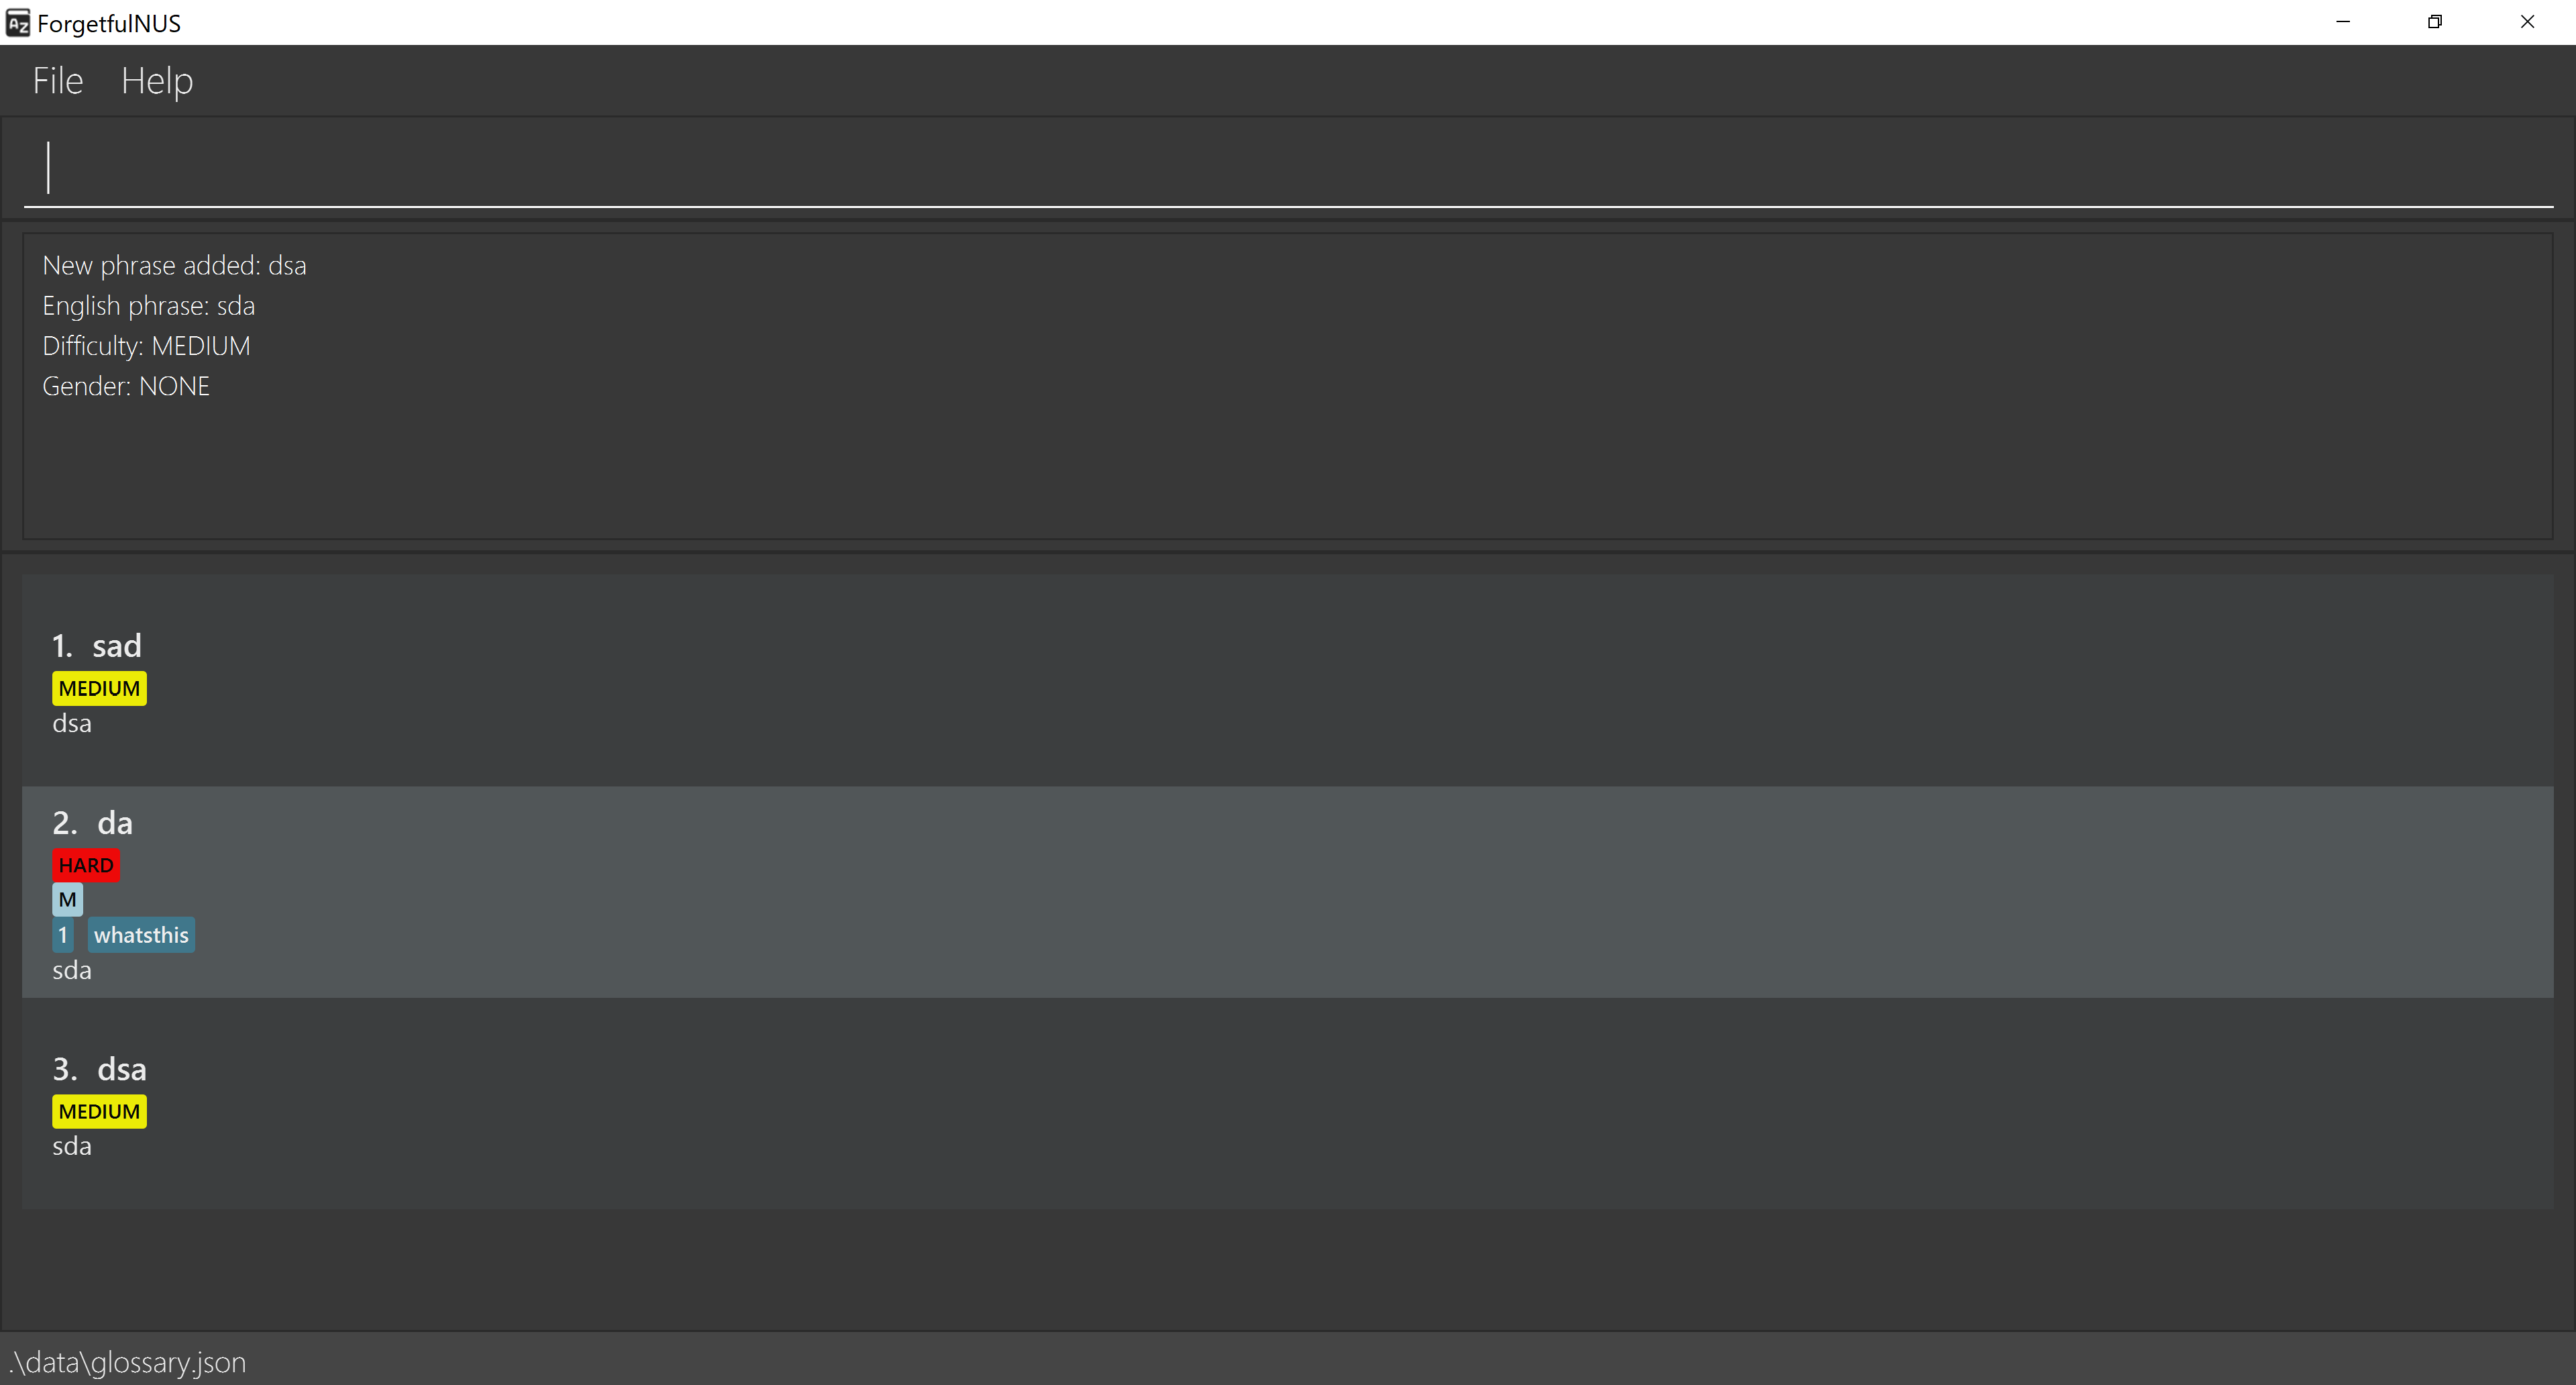 ForgetfulNUS
File Help
New phrase added: dsa
English phrase: sda
Difficulty: MEDIUM
Gender: NONE
1. sad
MEDIUM
dsa
2. da
HARD
M
1 whatsthis
sda
3. dsa
MEDIUM
sda
.\data\glossary.json